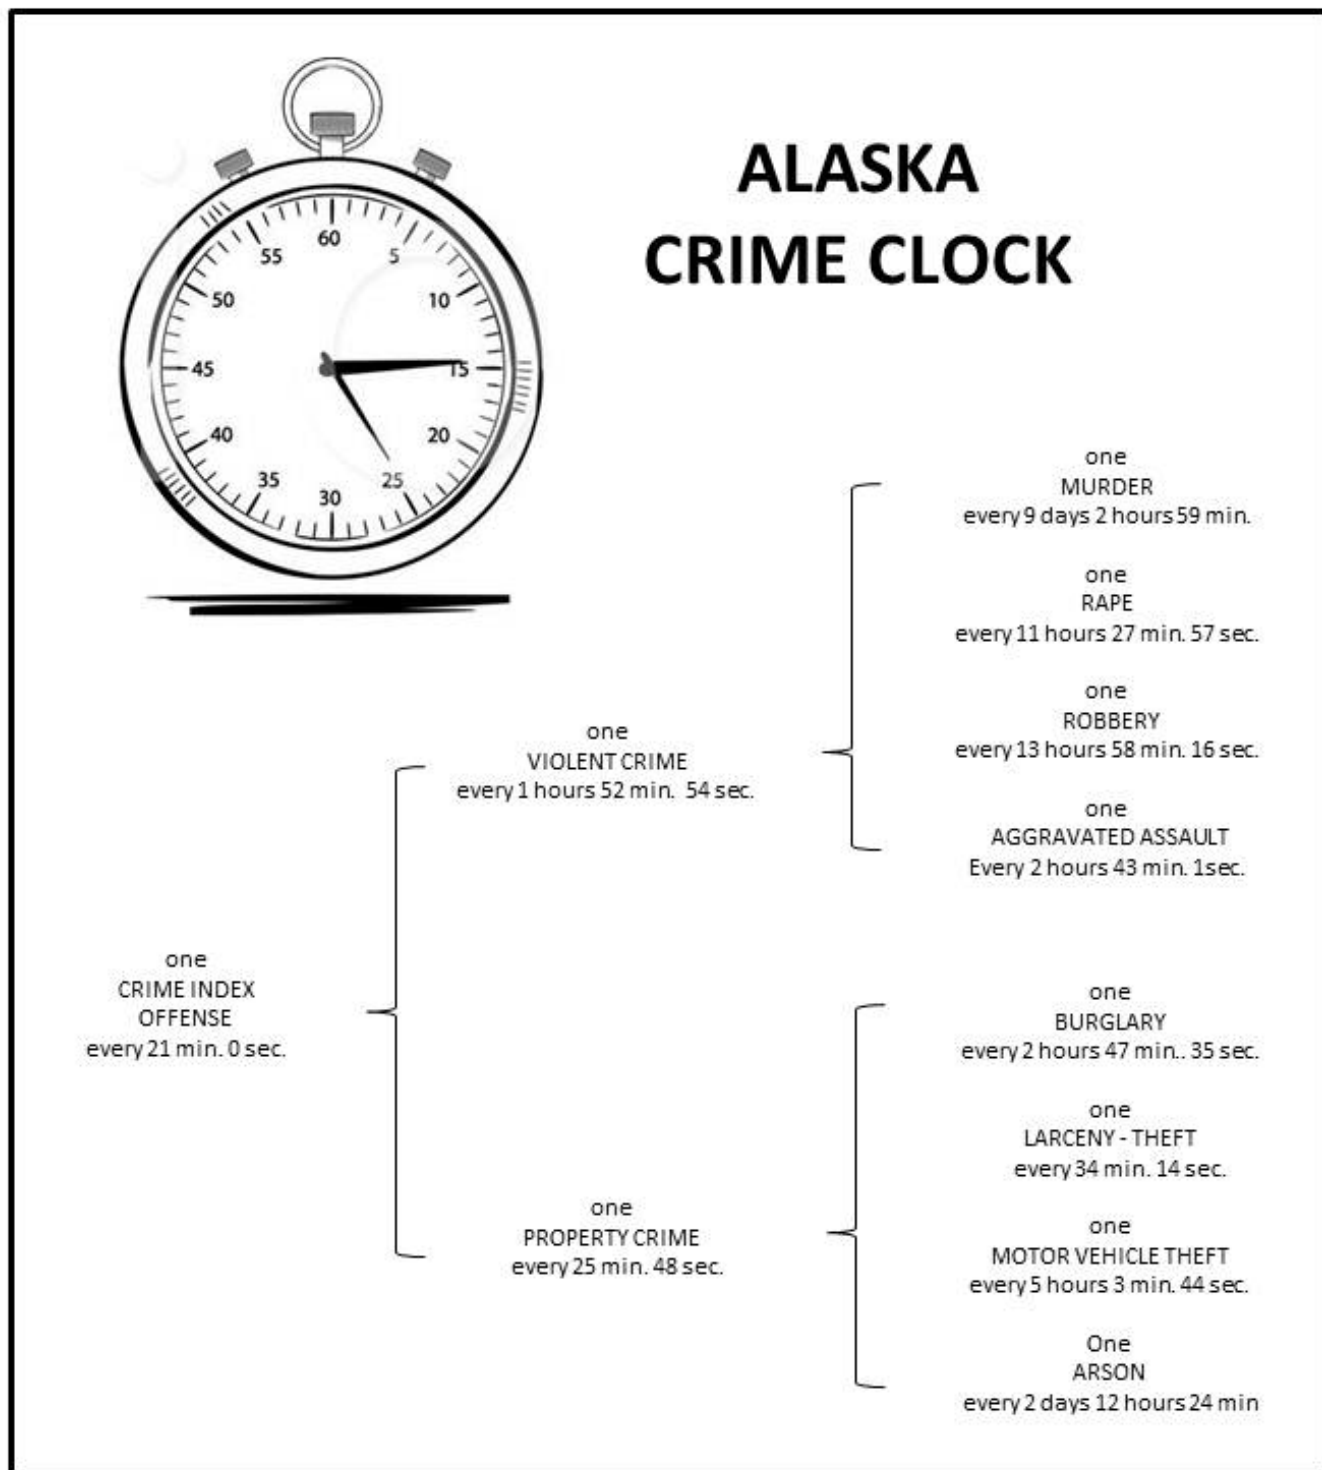 ALASKA
CRIME CLOCK
60
5
10
15
20
25
30
35
40
45
50
55
one
CRIME INDEX
OFFENSE
every 21 min. 0 sec.
one
VIOLENT CRIME
every 1 hours 52 min.  54 sec.
one
MURDER
every 9 days 2 hours 59 min.
one
RAPE
every 11 hours 27 min. 57 sec.
one
ROBBERY
every 13 hours 58 min. 16 sec.
one
AGGRAVATED ASSAULT
Every 2 hours 43 min. 1sec.
one
PROPERTY CRIME
every 25 min. 48 sec.
one
BURGLARY
every 2 hours 47 min.. 35 sec.
one
LARCENY - THEFT
every 34 min. 14 sec.
one
MOTOR VEHICLE THEFT
every 5 hours 3 min. 44 sec.
One
ARSON
every 2 days 12 hours 24 min